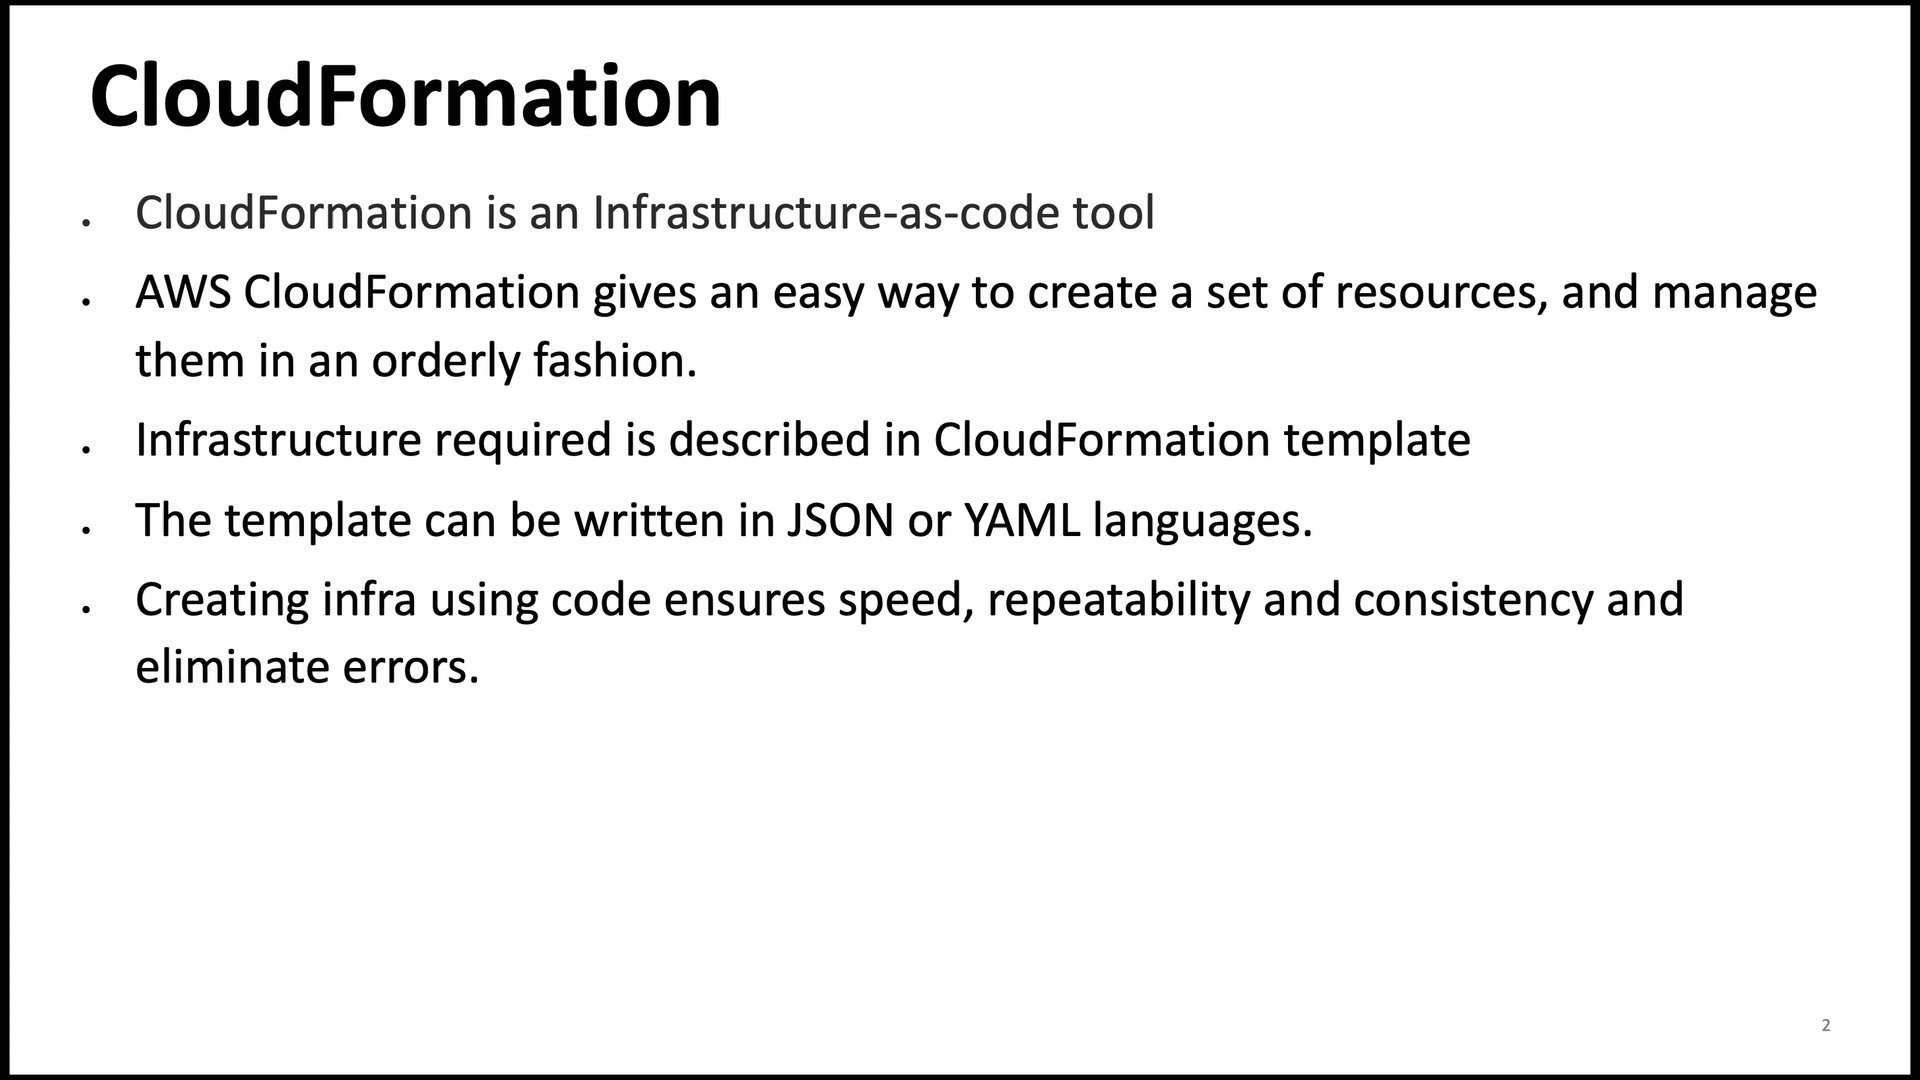 CloudFormation
. CloudFormation is an Infrastructure-as-code tool
. AWS CloudFormation gives an easy way to create a set of resources, and manage
them in an orderly fashion.
. Infrastructure required is described in CloudFormation template
. The template can be written in JSON or YAML languages.
. Creating infra using code ensures speed, repeatability and consistency and
eliminate errors.
2